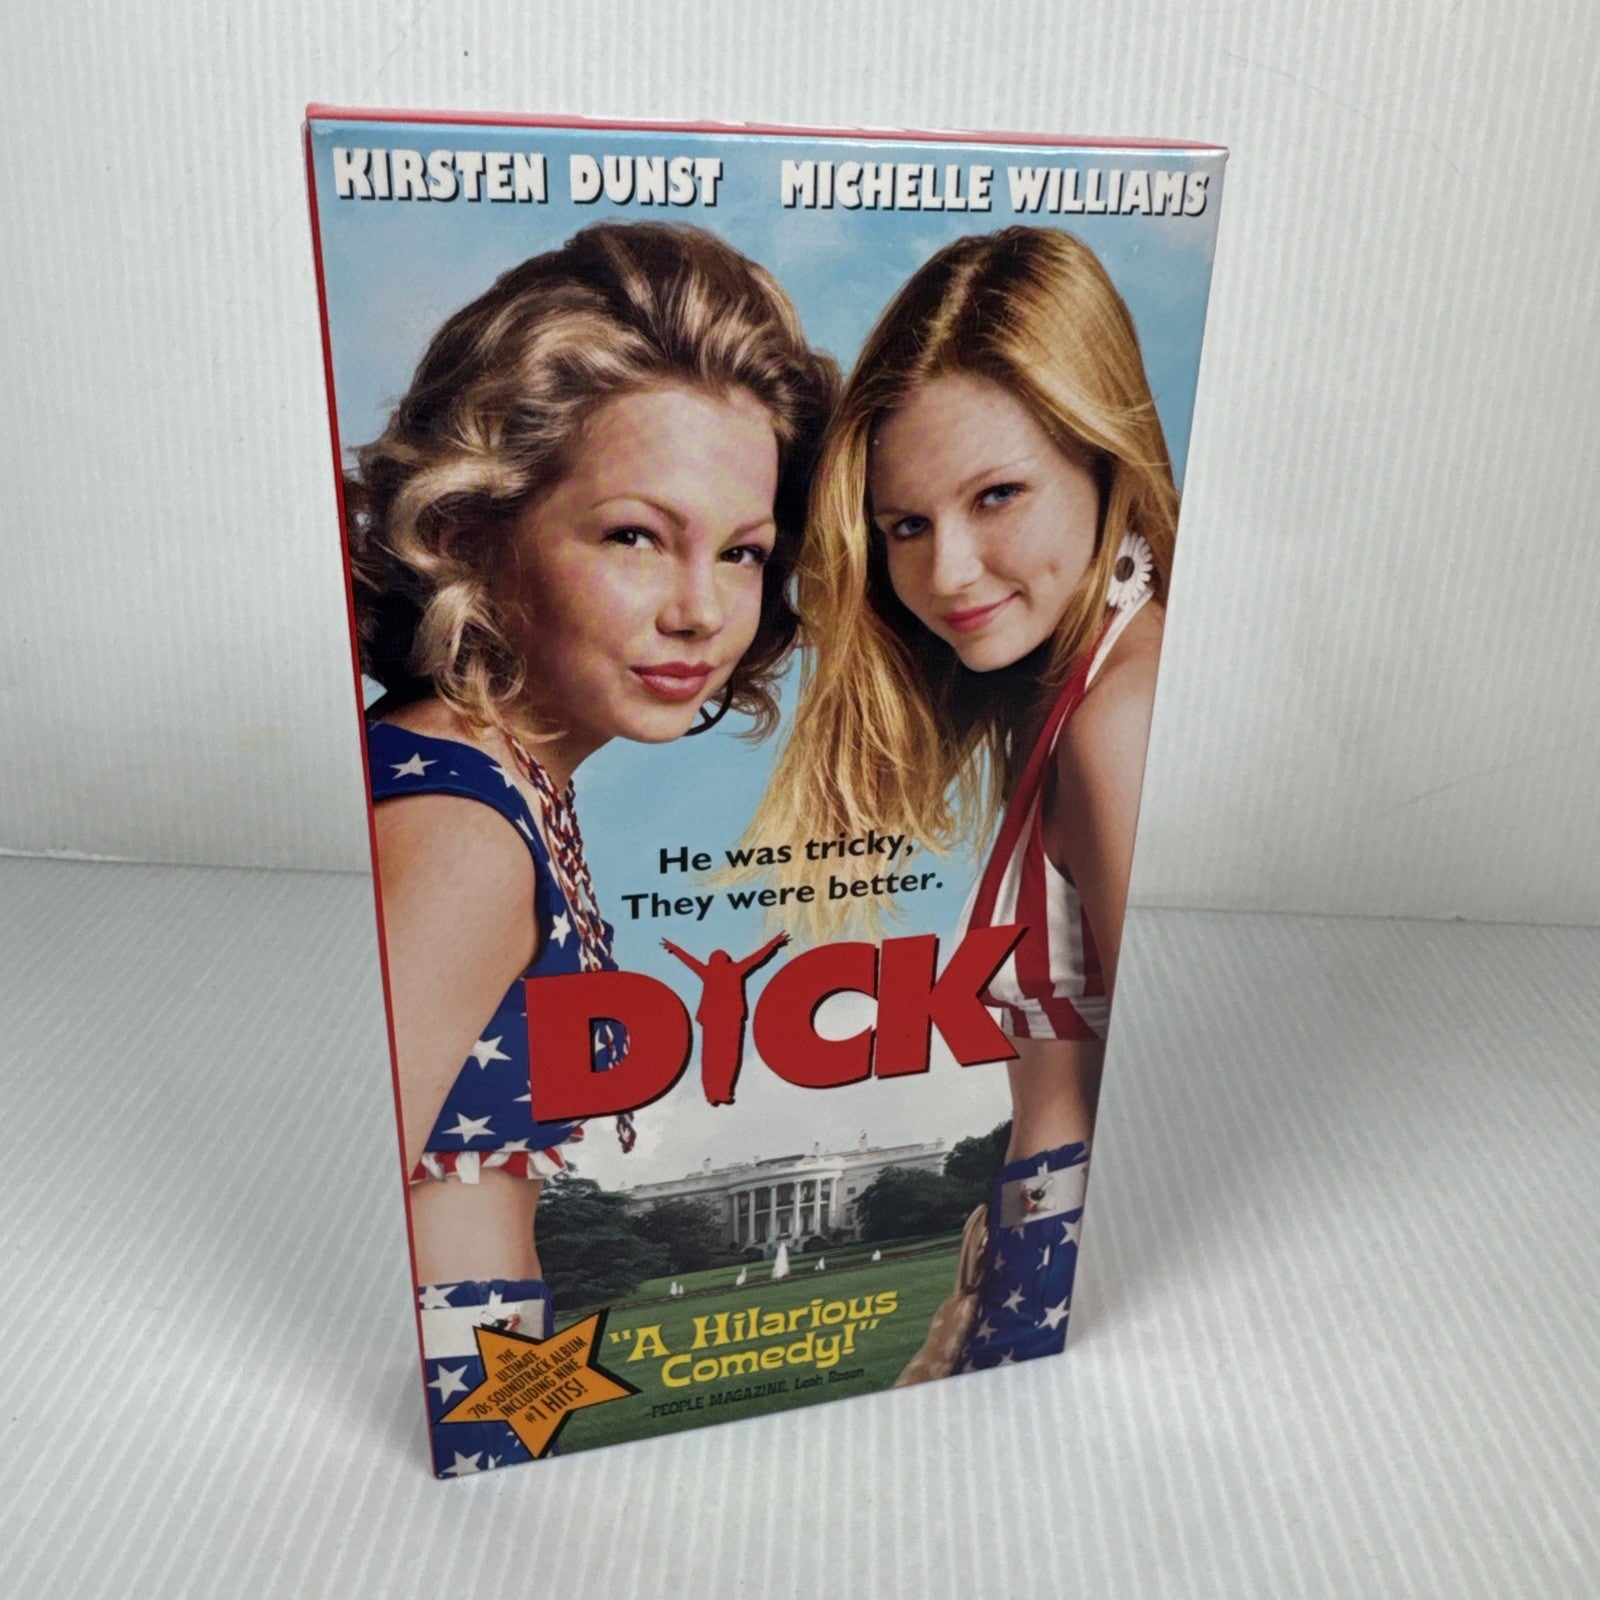 KIRSTEN DUNST MICHELLE WILLIAMS
He was tricky,
They were better.
DICK
"A Hilarious
Comedy!"
-PEOPLE MAGAZINE, Leah Rozen
THE
ULTIMATE
'70s SOUNDTRACK ALBUM
INCLUDING NINE
#1 HITS!